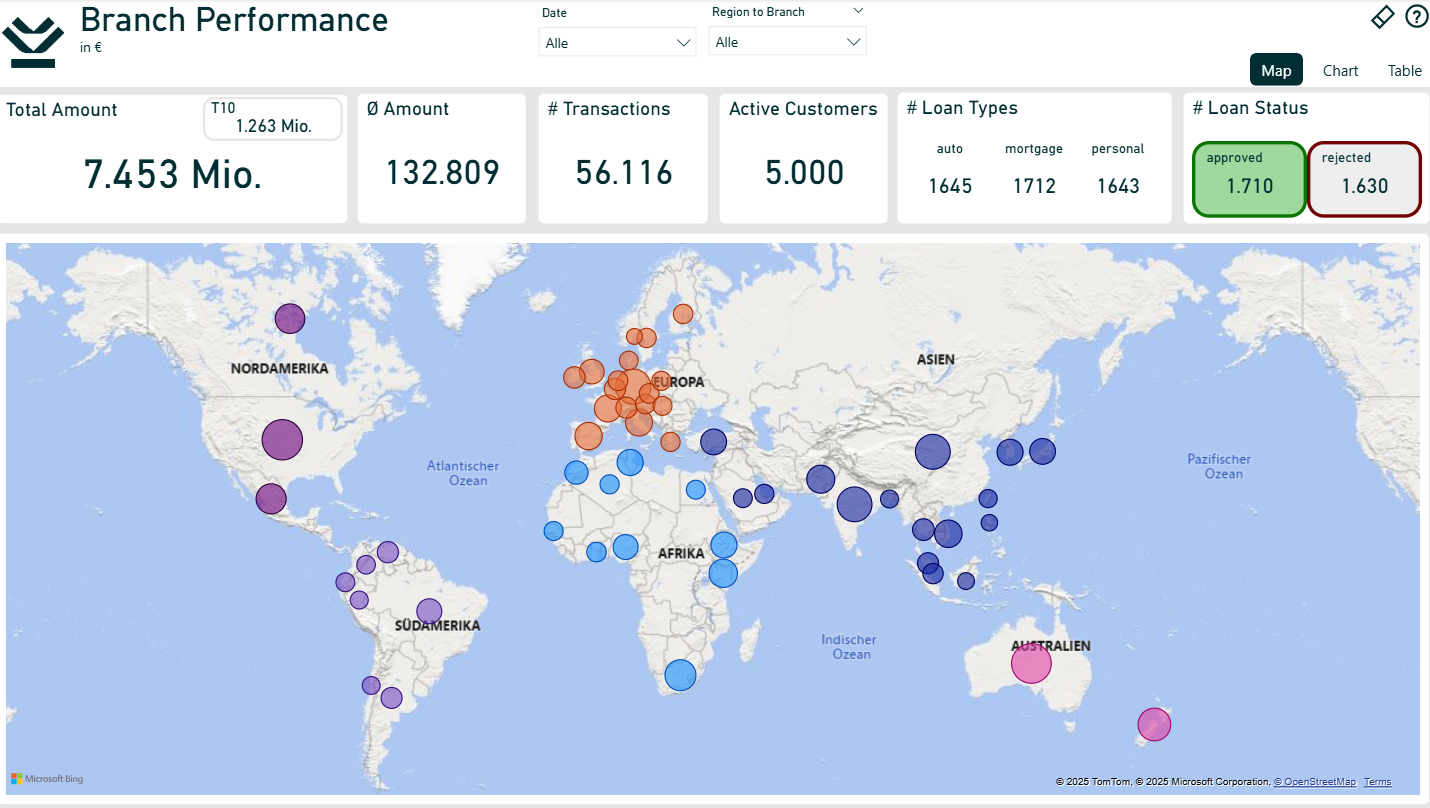 Branch Performance
in €
Date
Alle
Region to Branch
Alle
Map Chart Table
Total Amount
T10
1.263 Mio.
7.453 Mio.
Ø Amount
132.809
# Transactions
56.116
Active Customers
5.000
# Loan Types
auto mortgage personal
1645 1712 1643
# Loan Status
approved
1.710
rejected
1.630
NORDAMERIKA
EUROPA
ASIEN
Atlantischer
Ozean
Pazifischer
Ozean
AFRIKA
SÜDAMERIKA
Indischer
Ozean
AUSTRALIEN
Microsoft Bing
© 2025 TomTom, © 2025 Microsoft Corporation, © OpenStreetMap Terms